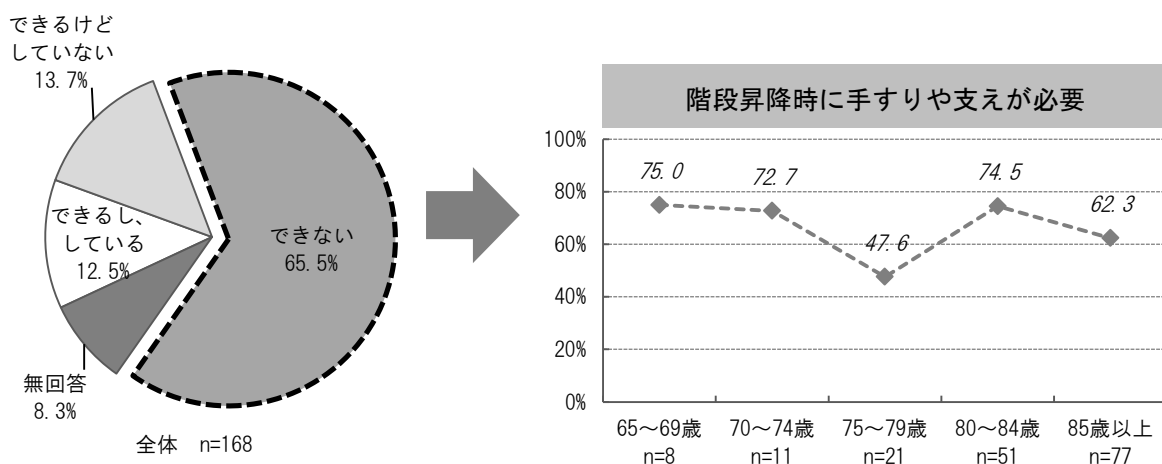 できるけど
していない
13.7%
できるし、
している
12.5%
無回答
8.3%
できない
65.5%
全体 n=168
階段昇降時に手すりや支えが必要
100%
80%
60%
40%
20%
0%
75.0
72.7
47.6
74.5
62.3
65～69歳
n=8
70～74歳
n=11
75～79歳
n=21
80～84歳
n=51
85歳以上
n=77